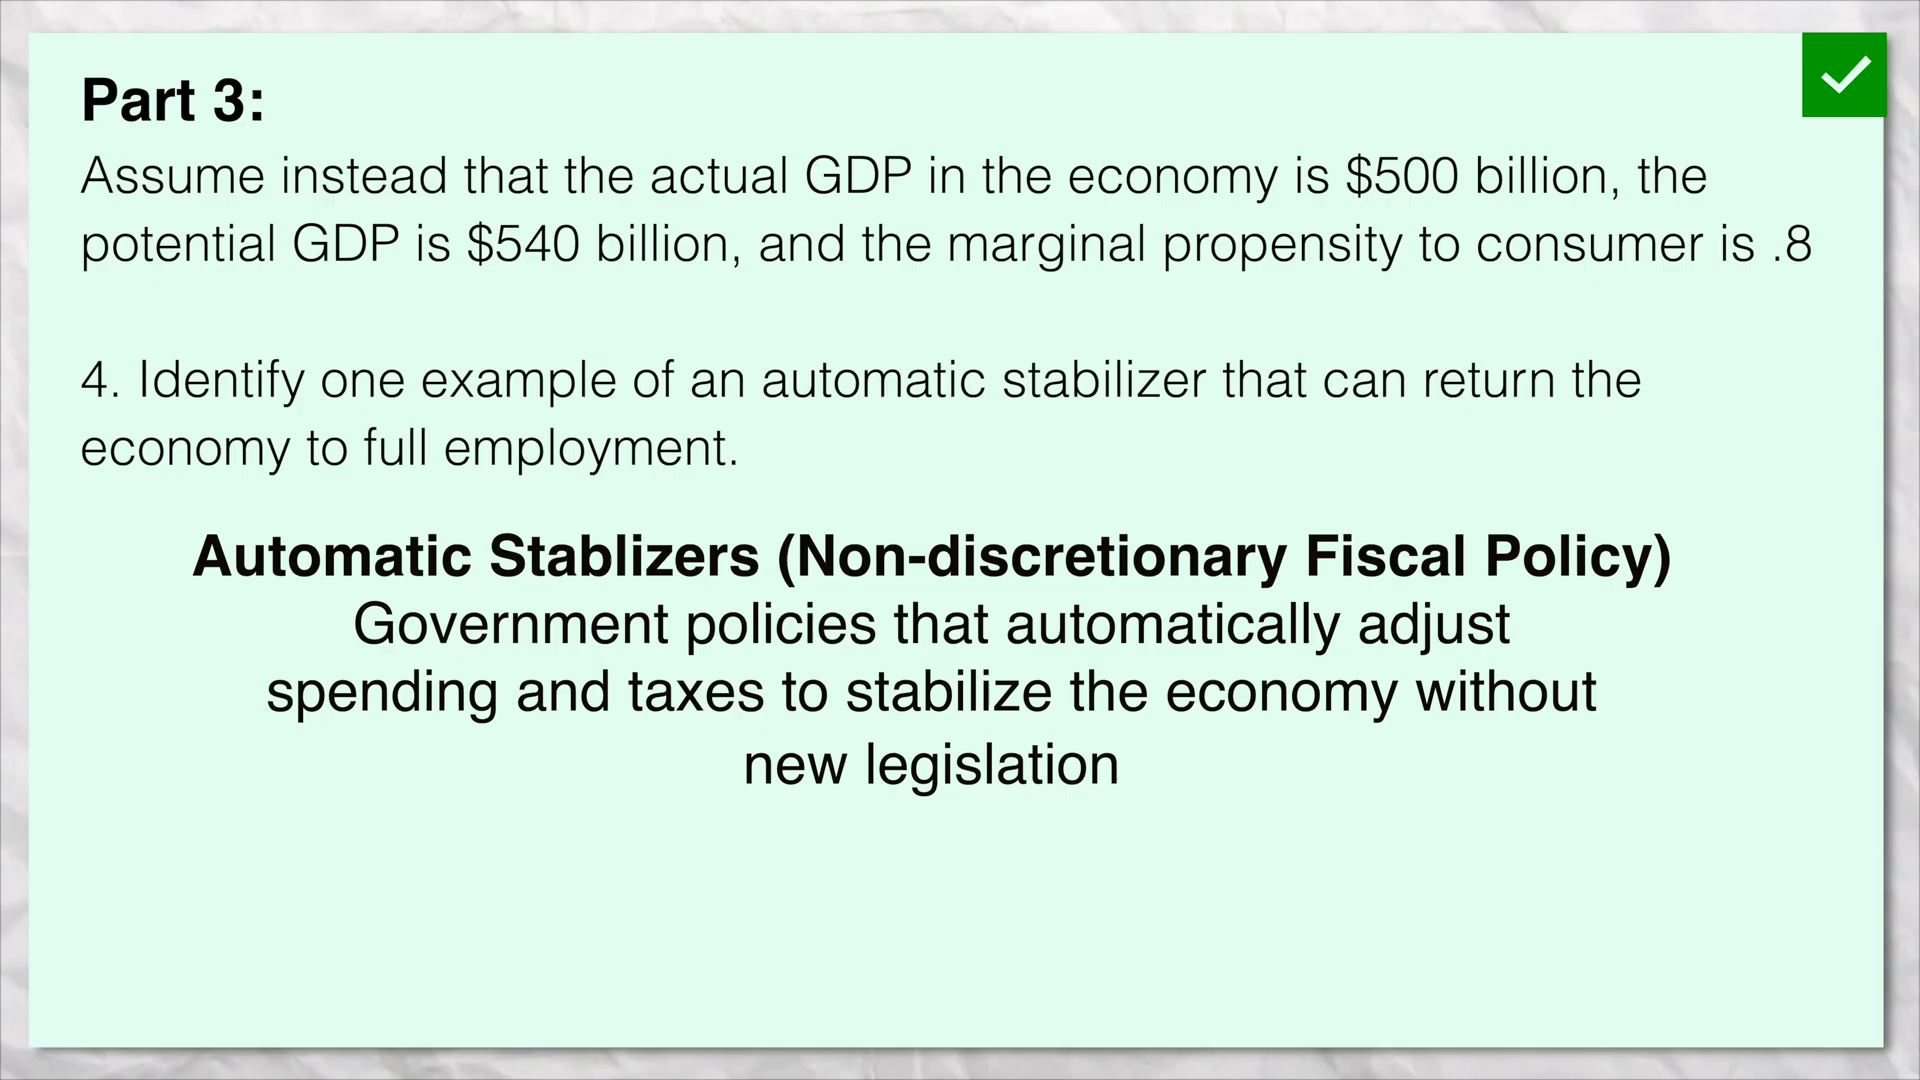 Part 3:
Assume instead that the actual GDP in the economy is $500 billion, the
potential GDP is $540 billion, and the marginal propensity to consumer is .8
4. Identify one example of an automatic stabilizer that can return the
economy to full employment.
Automatic Stablizers (Non-discretionary Fiscal Policy)
Government policies that automatically adjust
spending and taxes to stabilize the economy without
new legislation